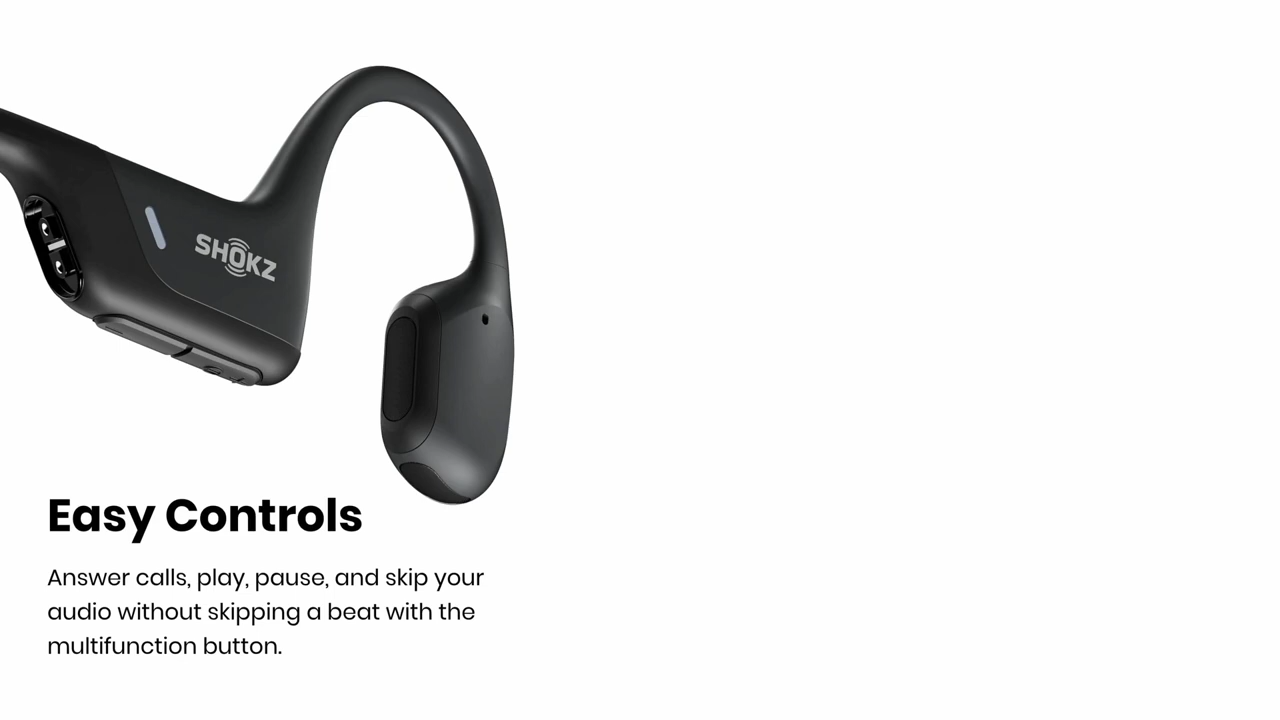 SHOKZ
Easy Controls
Answer calls, play, pause, and skip your
audio without skipping a beat with the
multifunction button.